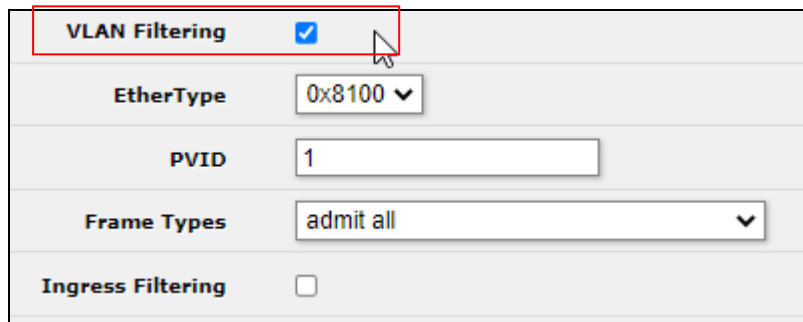 VLAN Filtering
EtherType 0x8100
PVID 1
Frame Types admit all
Ingress Filtering